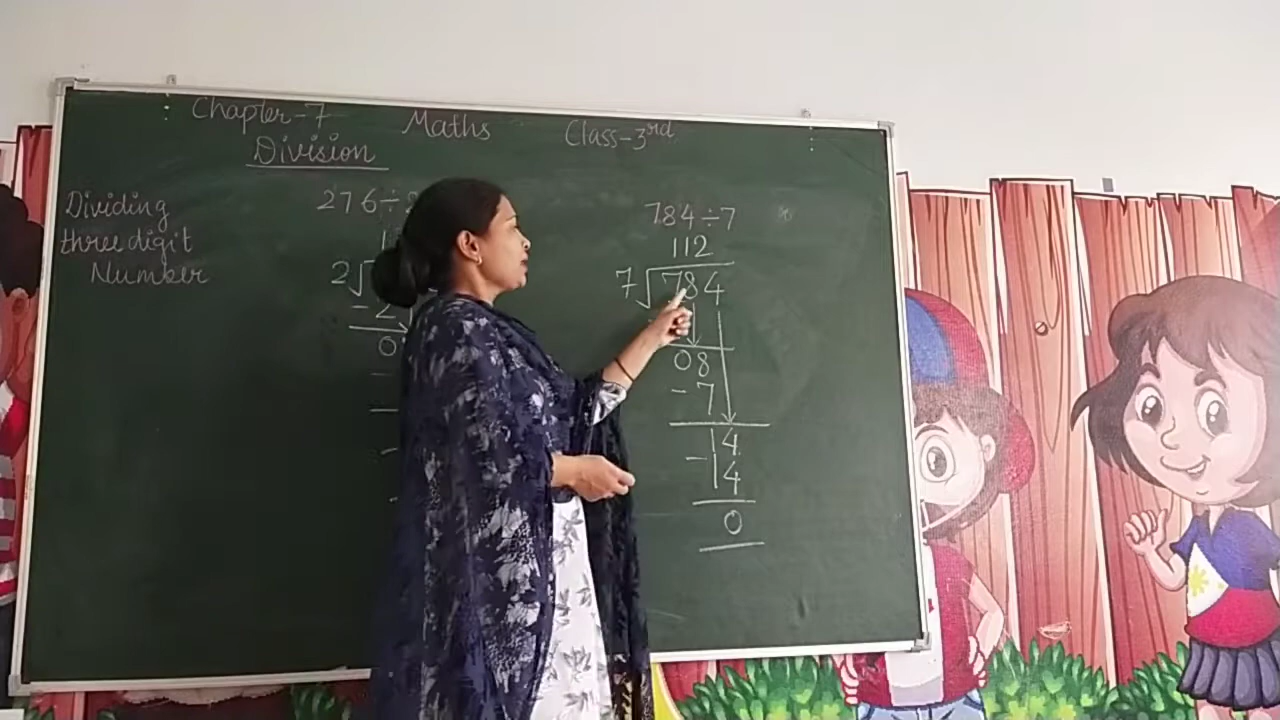 Chapter-7 Maths Class-3rd
Division
Dividing
three digit
Number
276÷
2√
- 2
0
784÷7
112
7√784
08
- 7
14
- 14
0